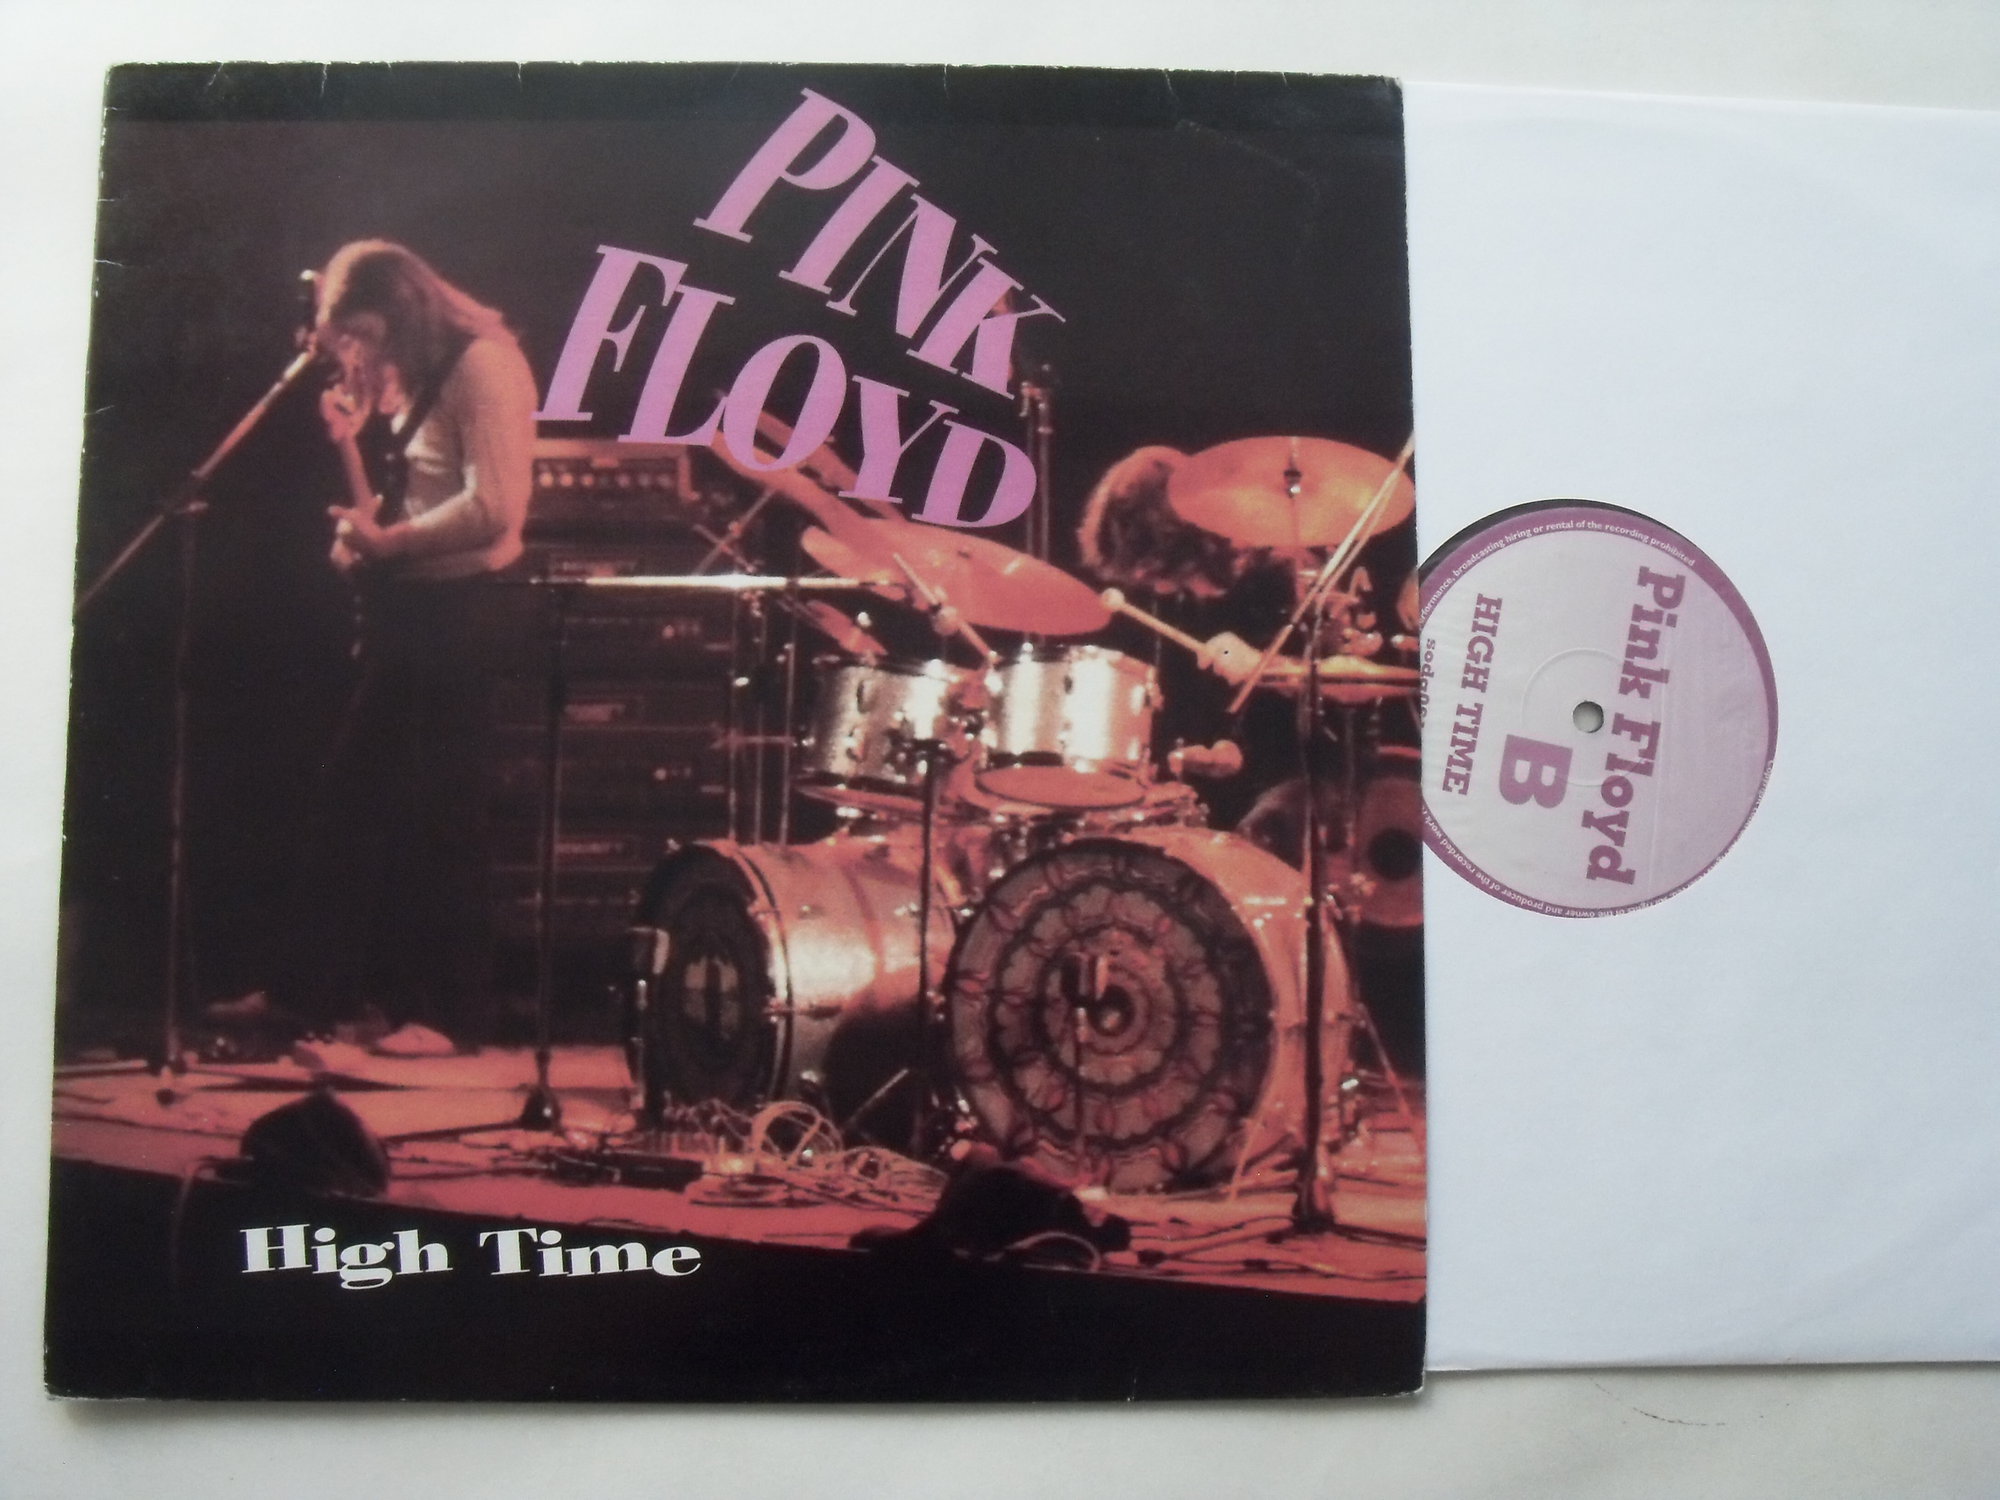 PINK
FLOYD
High Time
Pink Floyd
B
HIGH TIME
broadcasting hiring or rental of the recording prohibited
of the owner and producer of the recorded work